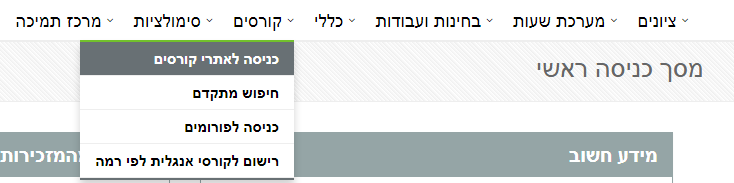 ציונים מערכת שעות בחינות ועבודות כללי קורסים סימולציות מרכז תמיכה
כניסה לאתרי קורסים
חיפוש מתקדם
כניסה לפורומים
רישום לקורסי אנגלית לפי רמה
מסך כניסה ראשי
מידע חשוב